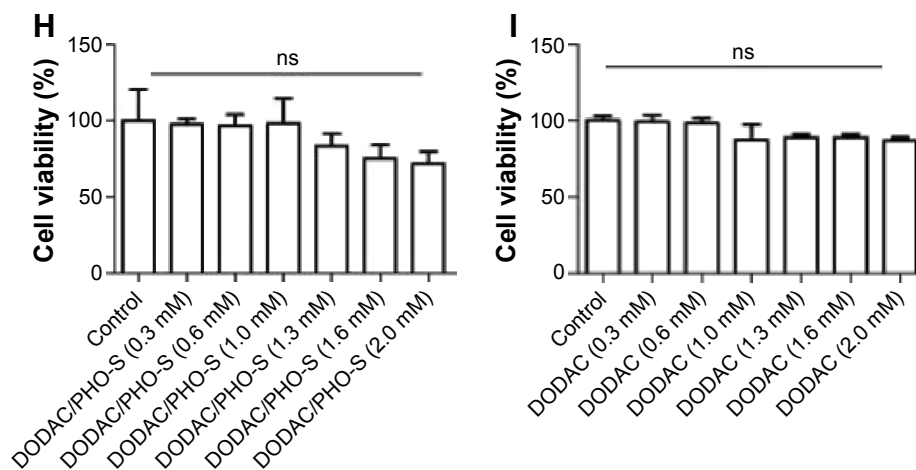 H
Cell viability (%)
150
100
50
0
ns
Control
DODAC/PHO-S (0.3 mM)
DODAC/PHO-S (0.6 mM)
DODAC/PHO-S (1.0 mM)
DODAC/PHO-S (1.3 mM)
DODAC/PHO-S (1.6 mM)
DODAC/PHO-S (2.0 mM)
I
Cell viability (%)
150
100
50
0
ns
Control
DODAC (0.3 mM)
DODAC (0.6 mM)
DODAC (1.0 mM)
DODAC (1.3 mM)
DODAC (1.6 mM)
DODAC (2.0 mM)